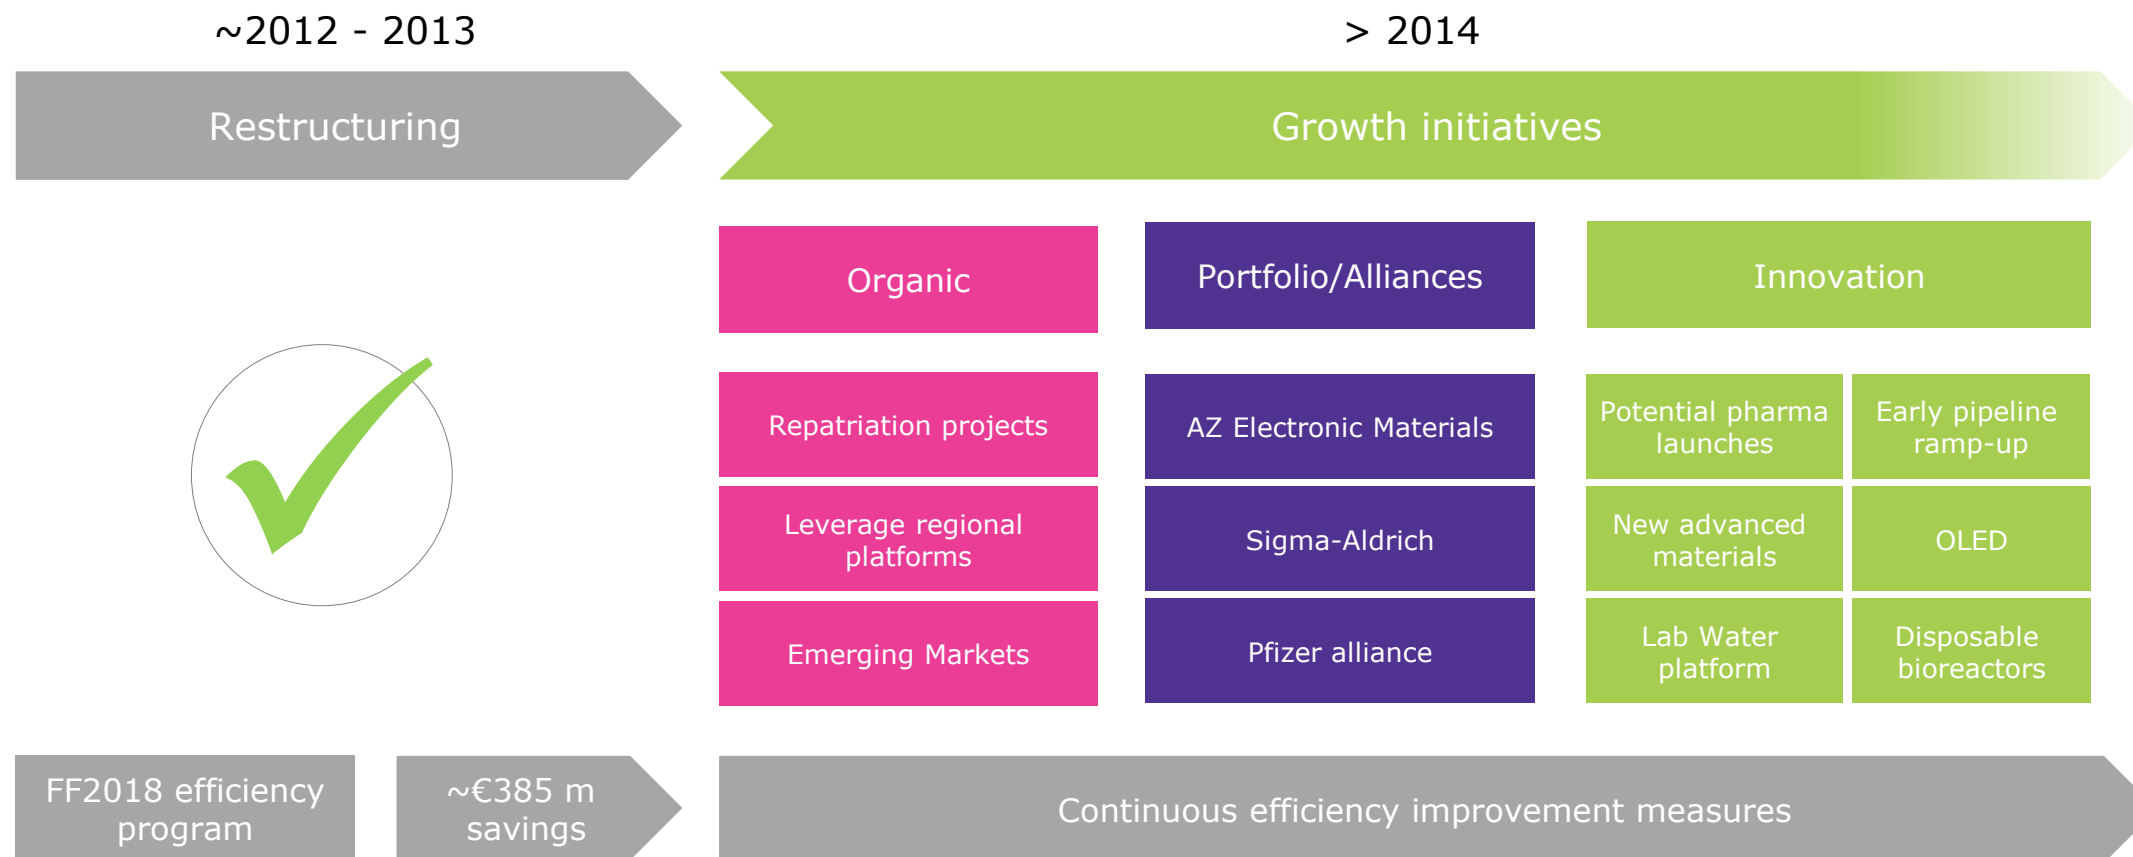 ~2012 - 2013
> 2014
Restructuring
Growth initiatives
Organic
Portfolio/Alliances
Innovation
Repatriation projects
AZ Electronic Materials
Potential pharma
launches
Early pipeline
ramp-up
Leverage regional
platforms
Sigma-Aldrich
New advanced
materials
OLED
Emerging Markets
Pfizer alliance
Lab Water
platform
Disposable
bioreactors
FF2018 efficiency
program
~€385 m
savings
Continuous efficiency improvement measures